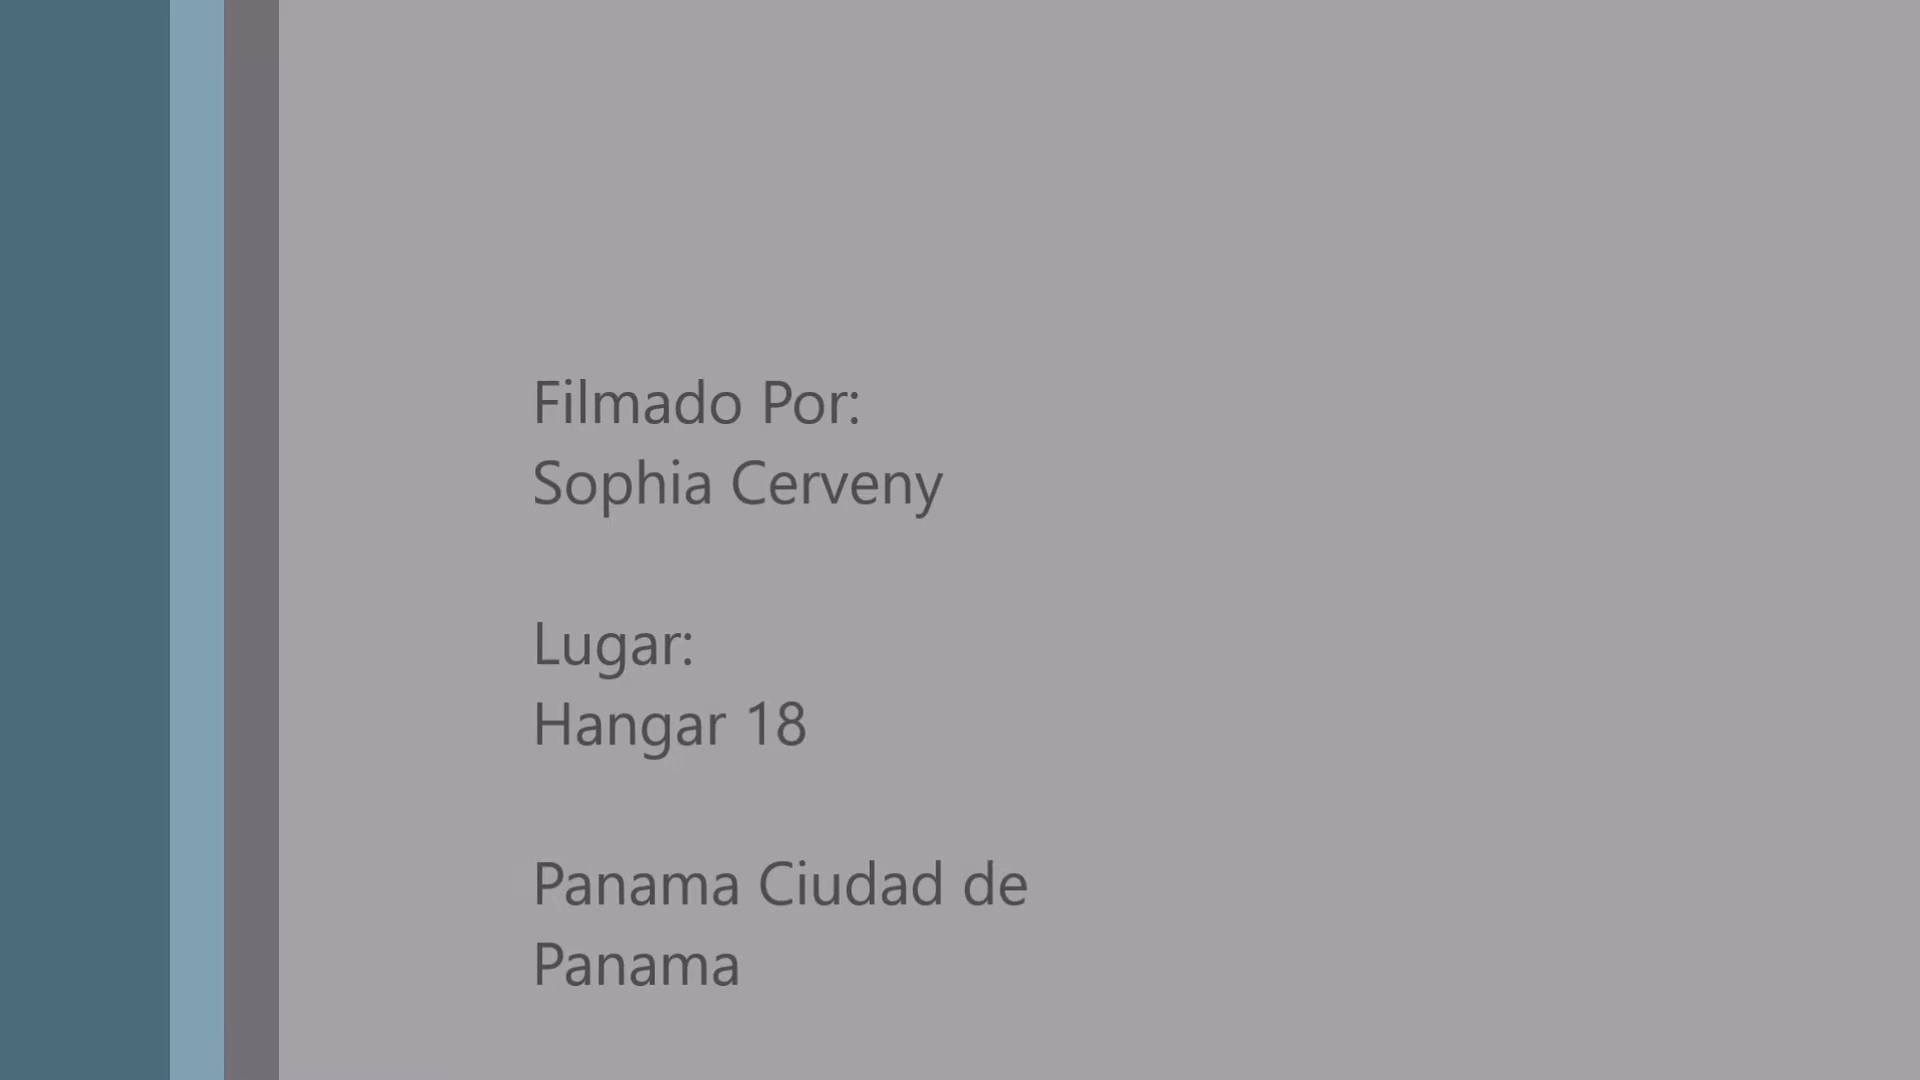 Filmado Por:
Sophia Cerveny
Lugar:
Hangar 18
Panama Ciudad de
Panama